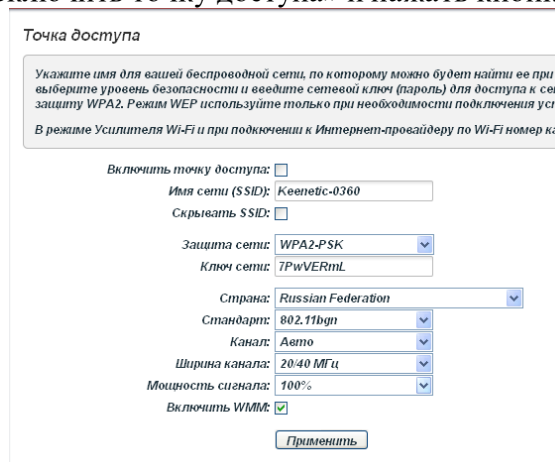 точку доступа» и нажать
Точка доступа
Укажите имя для вашей беспроводной сети, по которому можно будет найти ее при
выберите уровень безопасности и введите сетевой ключ (пароль) для доступа к
защиту WPA2. Режим WEP используйте только при необходимости подключения
В режиме Усилителя Wi-Fi и при подкючении к Интернет-провайдеру по Wi-Fi номер
Включить точку доступа:
Имя сети (SSID): Keenetic-0360
Скрывать SSID:
Защита сети: WPA2-PSK
Ключ сети: 7PwVERmL
Страна: Russian Federation
Стандарт: 802.11bgn
Канал: Авто
Ширина канала: 20/40 МГц
Мощность сигнала: 100%
Включить WMM:
Применить